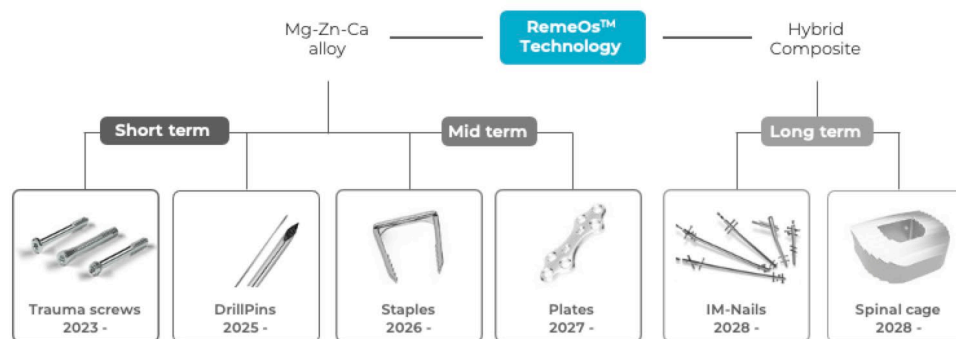 Mg-Zn-Ca
alloy
RemeOs™
Technology
Hybrid
Composite
Short term
Mid term
Long term
Trauma screws
2023 -
DrillPins
2025 -
Staples
2026 -
Plates
2027 -
IM-Nails
2028 -
Spinal cage
2028 -